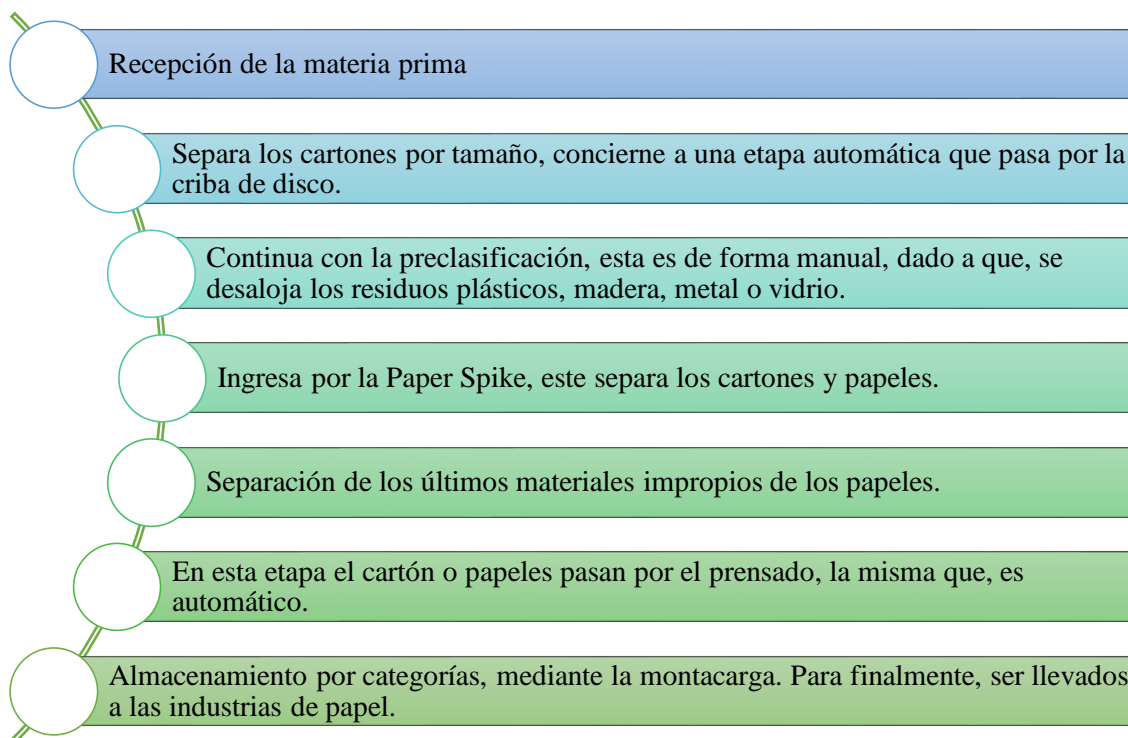 Recepción de la materia prima
Separa los cartones por tamaño, concierne a una etapa automática que pasa por la
criba de disco.
Continua con la preclasificación, esta es de forma manual, dado a que, se
desaloja los residuos plásticos, madera, metal o vidrio.
Ingresa por la Paper Spike, este separa los cartones y papeles.
Separación de los últimos materiales impropios de los papeles.
En esta etapa el cartón o papeles pasan por el prensado, la misma que, es
automático.
Almacenamiento por categorías, mediante la montacarga. Para finalmente, ser llevados
a las industrias de papel.